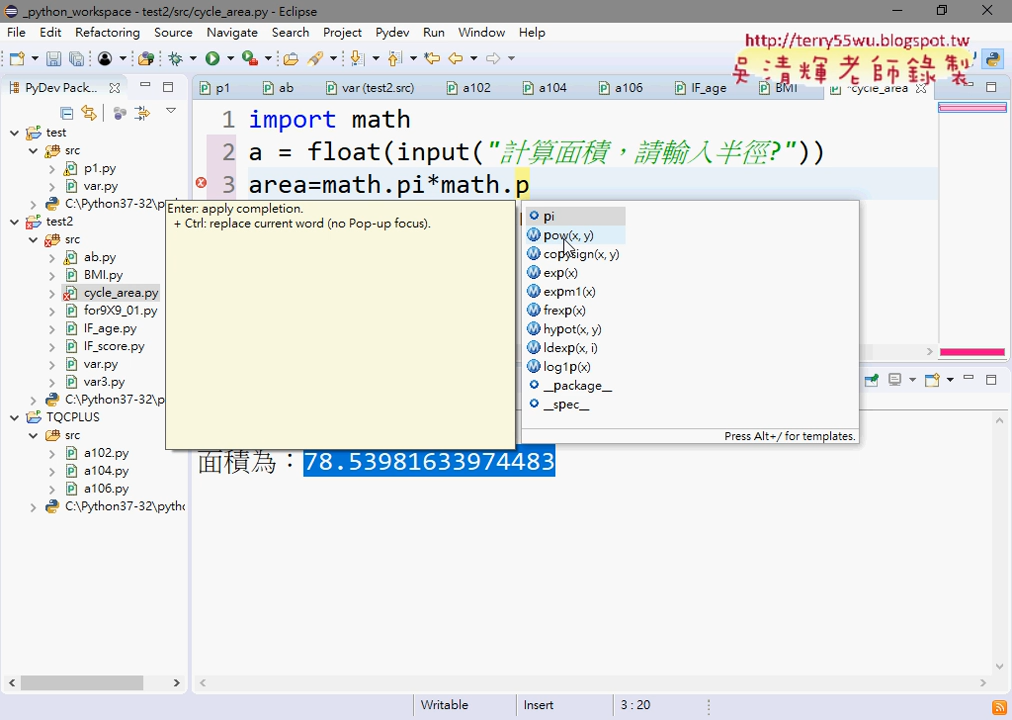 _python_workspace - test2/src/cycle_area.py - Eclipse
File Edit Refactoring Source Navigate Search Project Pydev Run Window Help
http://terry55wu.blogspot.tw
吳清輝老師錄製
PyDev Pack...
p1 ab var (test2.src) a102 a104 a106 IF_age BMI *cycle_area
test
src
p1.py
var.py
C:\Python37-32\p
test2
src
ab.py
BMI.py
cycle_area.py
for9X9_01.py
IF_age.py
IF_score.py
var.py
var3.py
C:\Python37-32\p
TQCPLUS
src
a102.py
a104.py
a106.py
C:\Python37-32\pytho
1 import math
2 a = float(input("計算面積，請輸入半徑?"))
3 area=math.pi*math.p
Enter: apply completion.
+ Ctrl: replace current word (no Pop-up focus).
pi
pow(x, y)
copysign(x, y)
exp(x)
expm1(x)
frexp(x)
hypot(x, y)
ldexp(x, i)
log1p(x)
__package__
__spec__
Press Alt+/ for templates.
面積為：78.53981633974483
Writable Insert 3 : 20